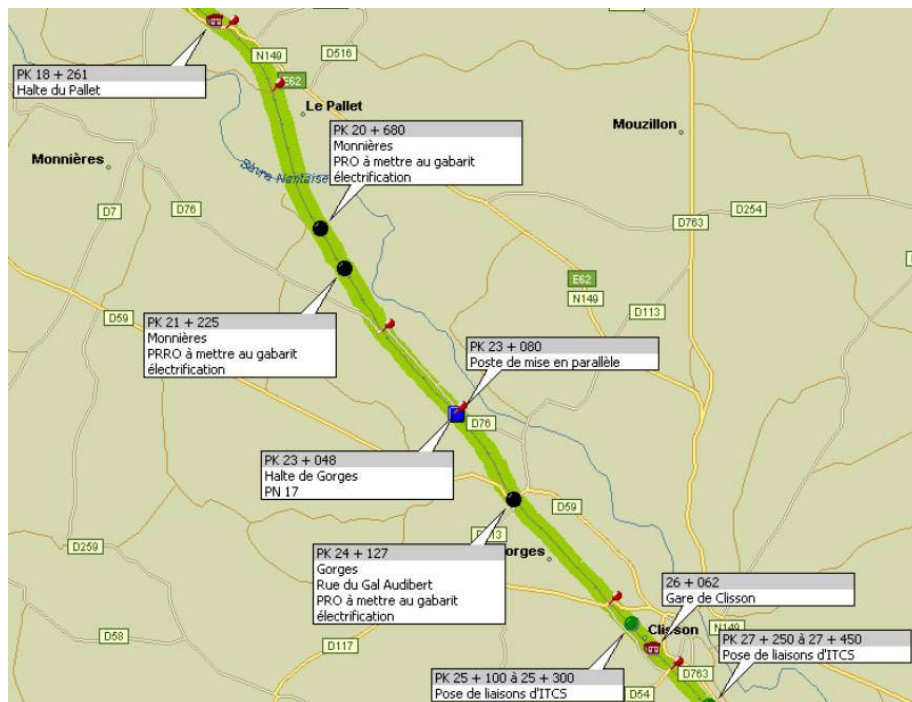 N149
D516
PK 18 + 261
Halte du Pallet
E62
Le Pallet
PK 20 + 680
Monnières
PRO à mettre au gabarit
électrification
Mouzillon
Monnières
Sèvre Nantaise
D7
D76
D254
D763
E62
N149
D113
D59
PK 21 + 225
Monnières
PRRO à mettre au gabarit
électrification
PK 23 + 080
Poste de mise en parallèle
D76
PK 23 + 048
Halte de Gorges
PN 17
D59
D259
PK 24 + 127
Gorges
Rue du Gal Audibert
PRO à mettre au gabarit
électrification
26 + 062
Gare de Clisson
Clisson
N149
D58
D117
PK 27 + 250 à 27 + 450
Pose de liaisons d'ITCS
D763
PK 25 + 100 à 25 + 300
Pose de liaisons d'ITCS
D54